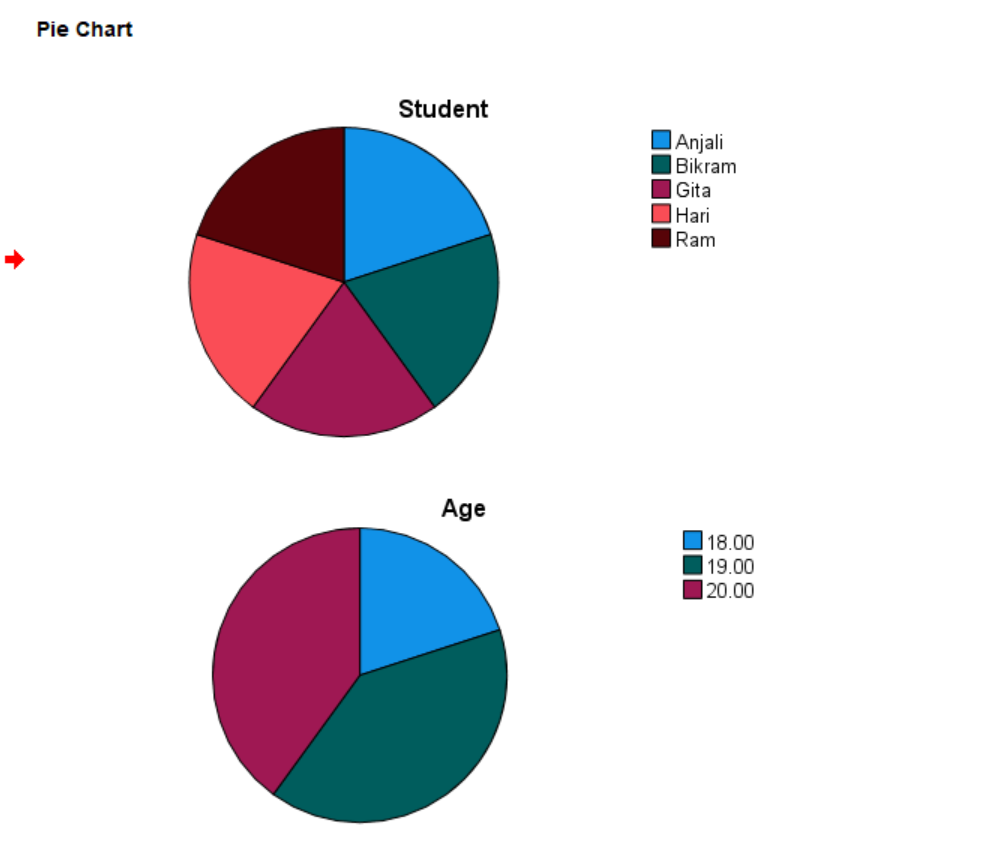 Pie Chart
Student
Anjali
Bikram
Gita
Hari
Ram
Age
18.00
19.00
20.00